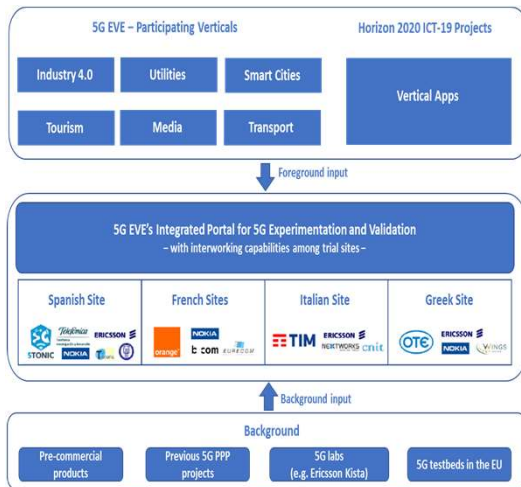 5G EVE – Participating Verticals
Horizon 2020 ICT-19 Projects
Industry 4.0
Utilities
Smart Cities
Vertical Apps
Tourism
Media
Transport
Foreground input
5G EVE's Integrated Portal for 5G Experimentation and Validation
– with interworking capabilities among trial sites –
Spanish Site
French Sites
Italian Site
Greek Site
5TONIC
Telefónica
ERICSSON
NOKIA
orange
NOKIA
b com
EURECOM
TIM
ERICSSON
NEXTWORKS
cnit
OTE
ERICSSON
NOKIA
WINGS
Background input
Background
Pre-commercial
products
Previous 5G PPP
projects
5G labs
(e.g. Ericsson Kista)
5G testbeds in the EU